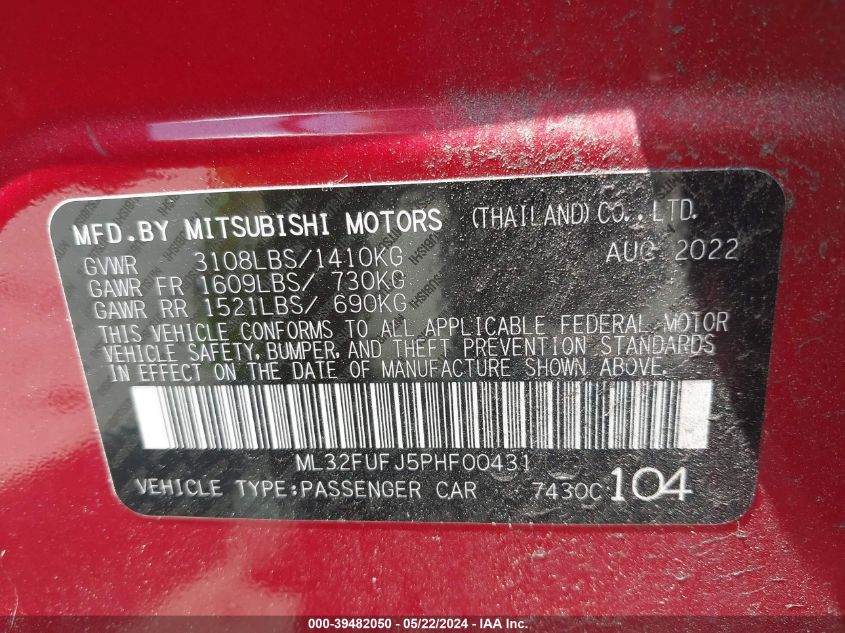 MFD.BY MITSUBISHI MOTORS (THAILAND) CO.,LTD.
GVWR 3108LBS/1410KG AUG 2022
GAWR FR 1609LBS/ 730KG
GAWR RR 1521LBS/ 690KG
THIS VEHICLE CONFORMS TO ALL APPLICABLE FEDERAL MOTOR
VEHICLE SAFETY, BUMPER, AND THEFT PREVENTION STANDARDS
IN EFFECT ON THE DATE OF MANUFACTURE SHOWN ABOVE.
ML32FUFJ5PHF00431
VEHICLE TYPE:PASSENGER CAR 7430C 104
000-39482050 - 05/22/2024 - IAA Inc.